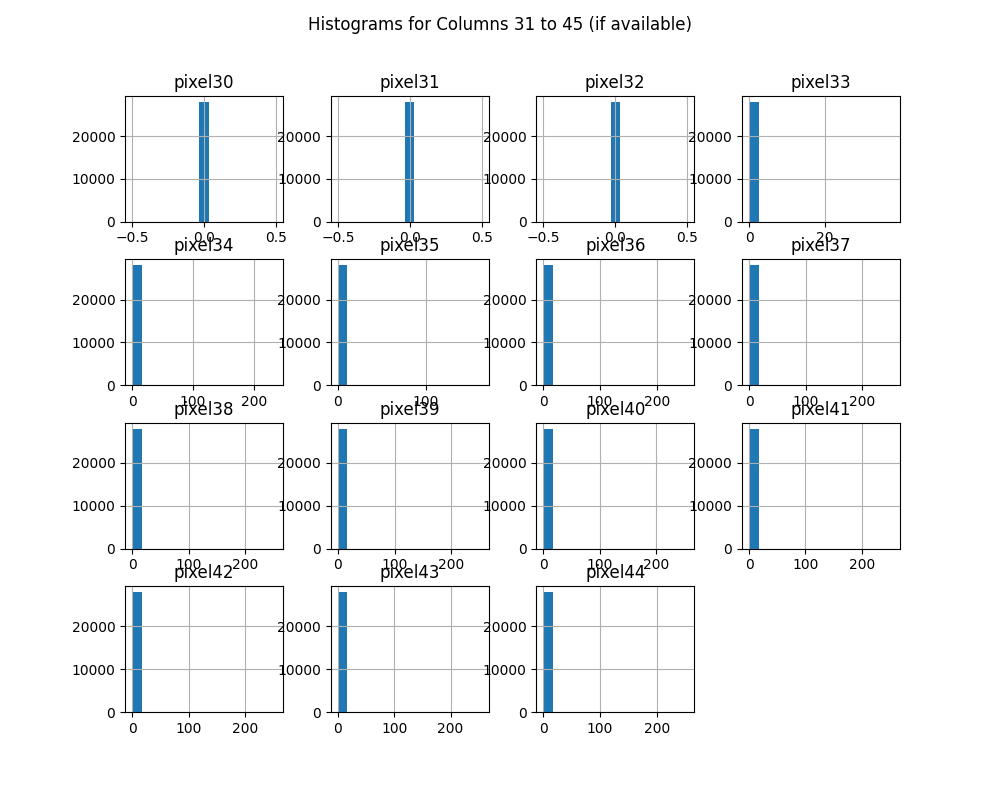 Histograms for Columns 31 to 45 (if available)
pixel30 pixel31 pixel32 pixel33
20000 20000 20000 20000
10000 10000 10000 10000
0 0 0 0
−0.5 0.0 0.5 −0.5 0.0 0.5 −0.5 0.0 0.5 0 20
pixel34 pixel35 pixel36 pixel37
20000 20000 20000 20000
10000 10000 10000 10000
0 0 0 0
0 100 200 0 100 0 100 200 0 100 200
pixel38 pixel39 pixel40 pixel41
20000 20000 20000 20000
10000 10000 10000 10000
0 0 0 0
0 100 200 0 100 200 0 100 200 0 100 200
pixel42 pixel43 pixel44
20000 20000 20000
10000 10000 10000
0 0 0
0 100 200 0 100 200 0 100 200